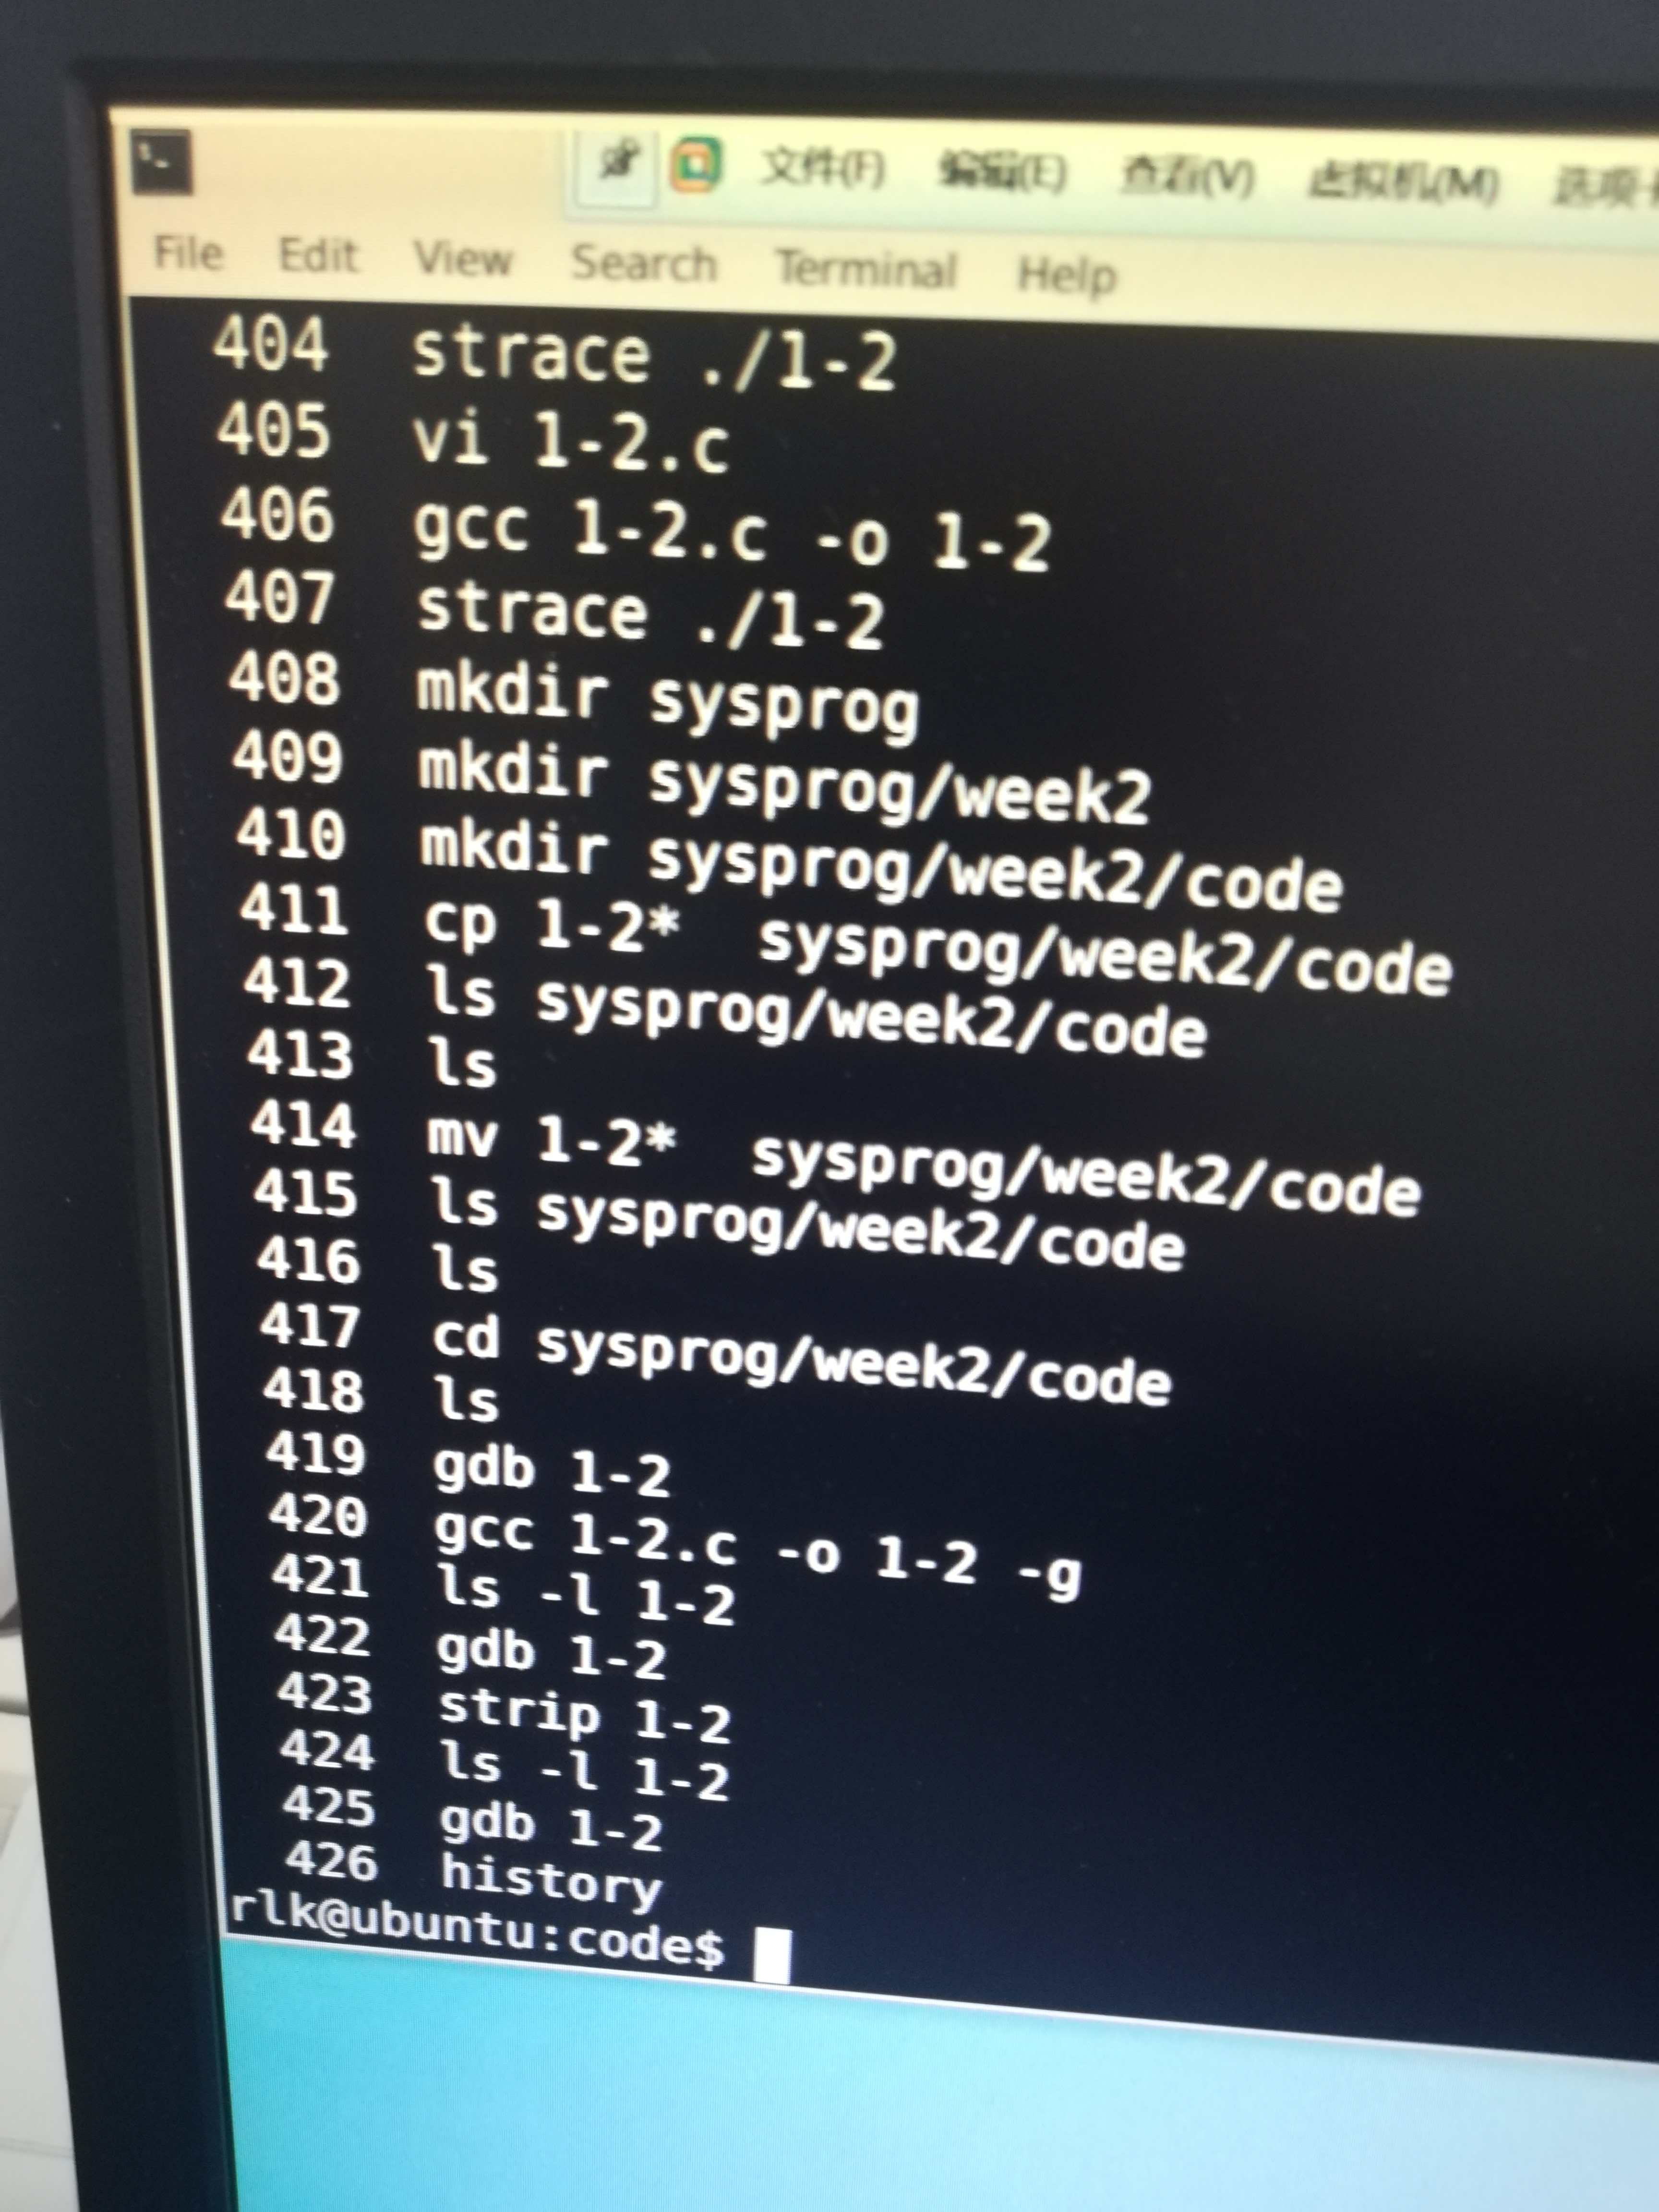 文件(F) 编辑(E) 查看(V) 虚拟机(M) 选项
File Edit View Search Terminal Help
404 strace ./1-2
405 vi 1-2.c
406 gcc 1-2.c -o 1-2
407 strace ./1-2
408 mkdir sysprog
409 mkdir sysprog/week2
410 mkdir sysprog/week2/code
411 cp 1-2*  sysprog/week2/code
412 ls sysprog/week2/code
413 ls
414 mv 1-2*  sysprog/week2/code
415 ls sysprog/week2/code
416 ls
417 cd sysprog/week2/code
418 ls
419 gdb 1-2
420 gcc 1-2.c -o 1-2 -g
421 ls -l 1-2
422 gdb 1-2
423 strip 1-2
424 ls -l 1-2
425 gdb 1-2
426 history
rlk@ubuntu:code$